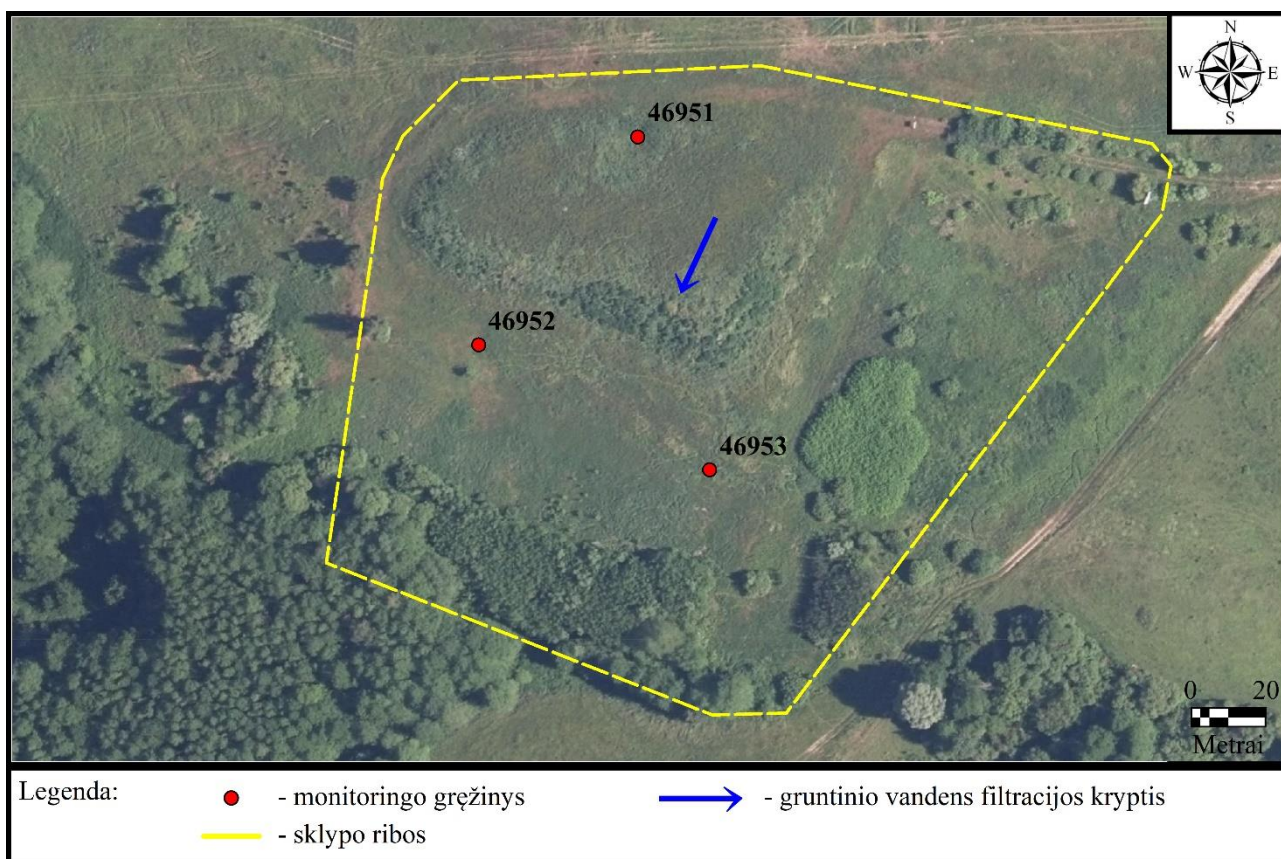 N
W E
S
46951
46952
46953
0 20
Metrai
Legenda:
- monitoringo gręžinys
- gruntinio vandens filtracijos kryptis
- sklypo ribos